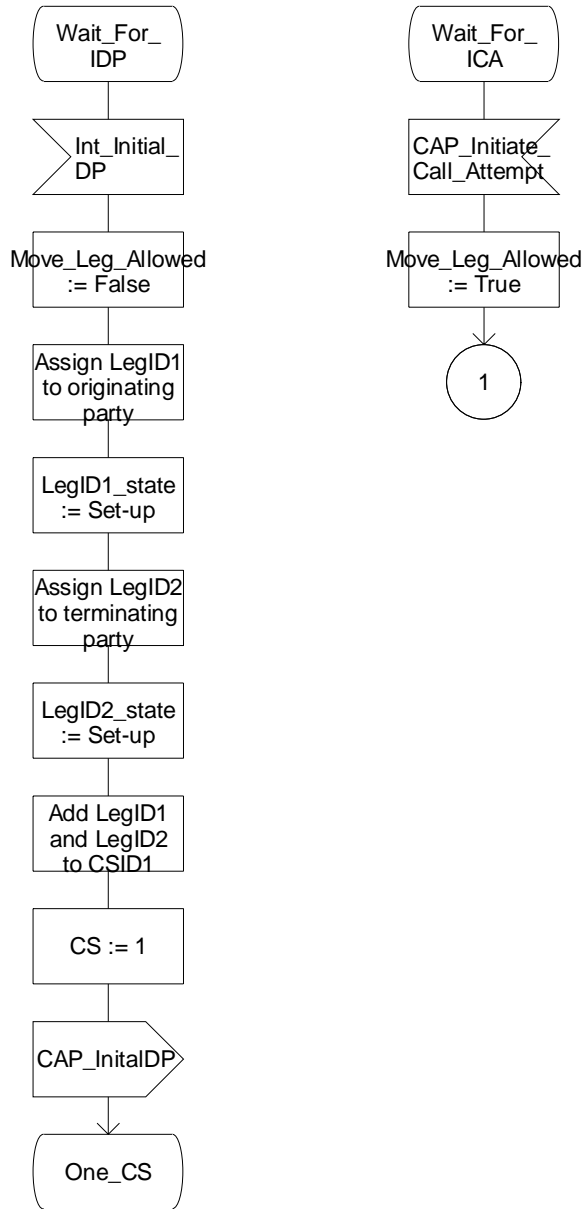 Wait_For_
IDP
Int_Initial_
DP
Move_Leg_Allowed
:= False
Assign LegID1
to originating
party
LegID1_state
:= Set-up
Assign LegID2
to terminating
party
LegID2_state
:= Set-up
Add LegID1
and LegID2
to CSID1
CS := 1
CAP_InitalDP
One_CS
Wait_For_
ICA
CAP_Initiate_
Call_Attempt
Move_Leg_Allowed
:= True
1